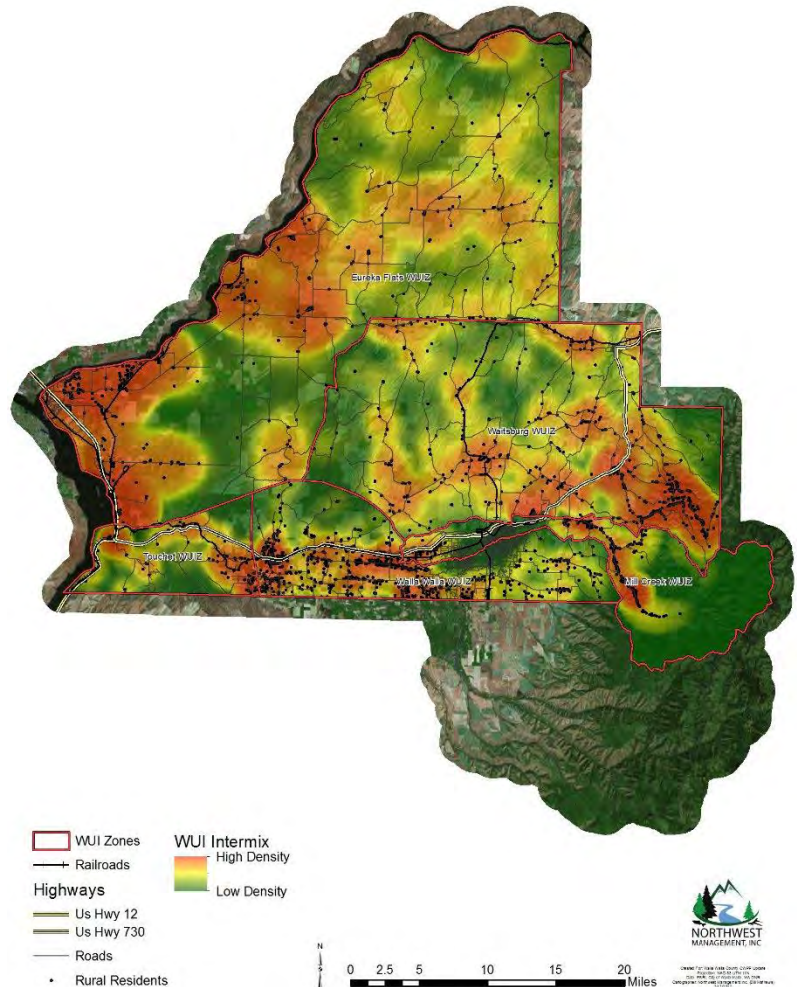 Eureka Flats WUIZ
Waitsburg WUIZ
Touchet WUIZ
Walla Walla WUIZ
Mill Creek WUIZ
WUI Zones
Railroads
Highways
Us Hwy 12
Us Hwy 730
Roads
Rural Residents
WUI Intermix
High Density
Low Density
N
0 2.5 5 10 15 20 Miles
NORTHWEST
MANAGEMENT, INC